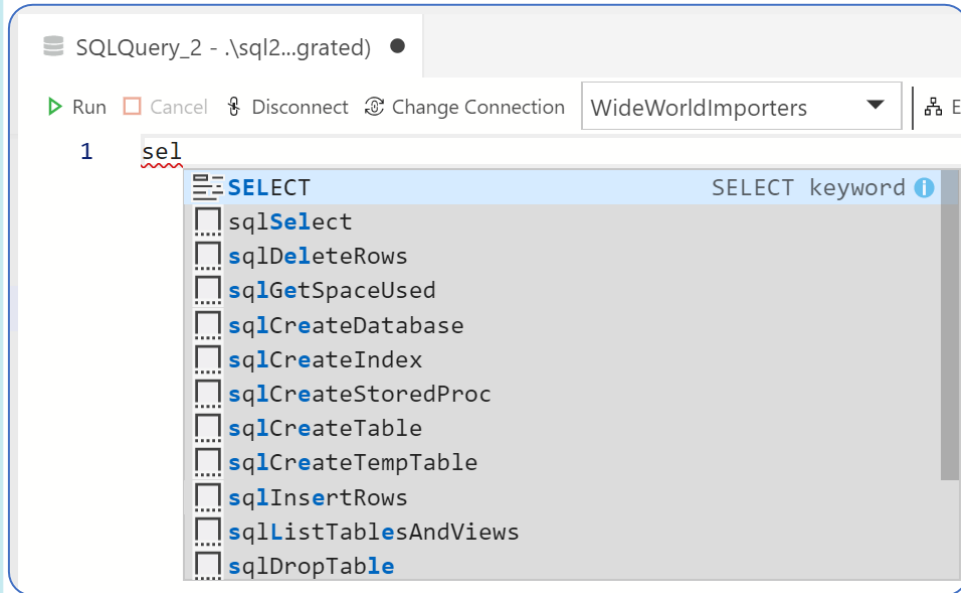 SQLQuery_2 - .\sql2...grated)
Run Cancel Disconnect Change Connection WideWorldImporters E
1 sel
SELECT SELECT keyword
sqlSelect
sqlDeleteRows
sqlGetSpaceUsed
sqlCreateDatabase
sqlCreateIndex
sqlCreateStoredProc
sqlCreateTable
sqlCreateTempTable
sqlInsertRows
sqlListTablesAndViews
sqlDropTable